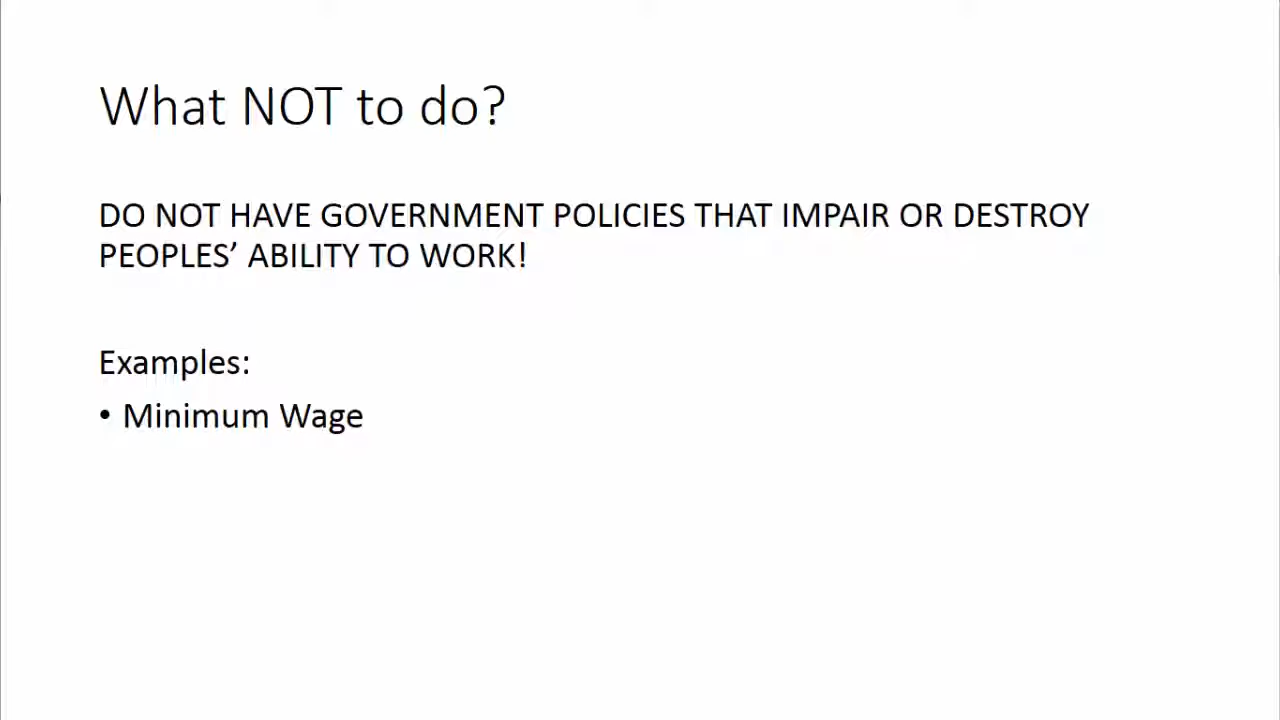 What NOT to do?
DO NOT HAVE GOVERNMENT POLICIES THAT IMPAIR OR DESTROY
PEOPLES’ ABILITY TO WORK!
Examples:
• Minimum Wage